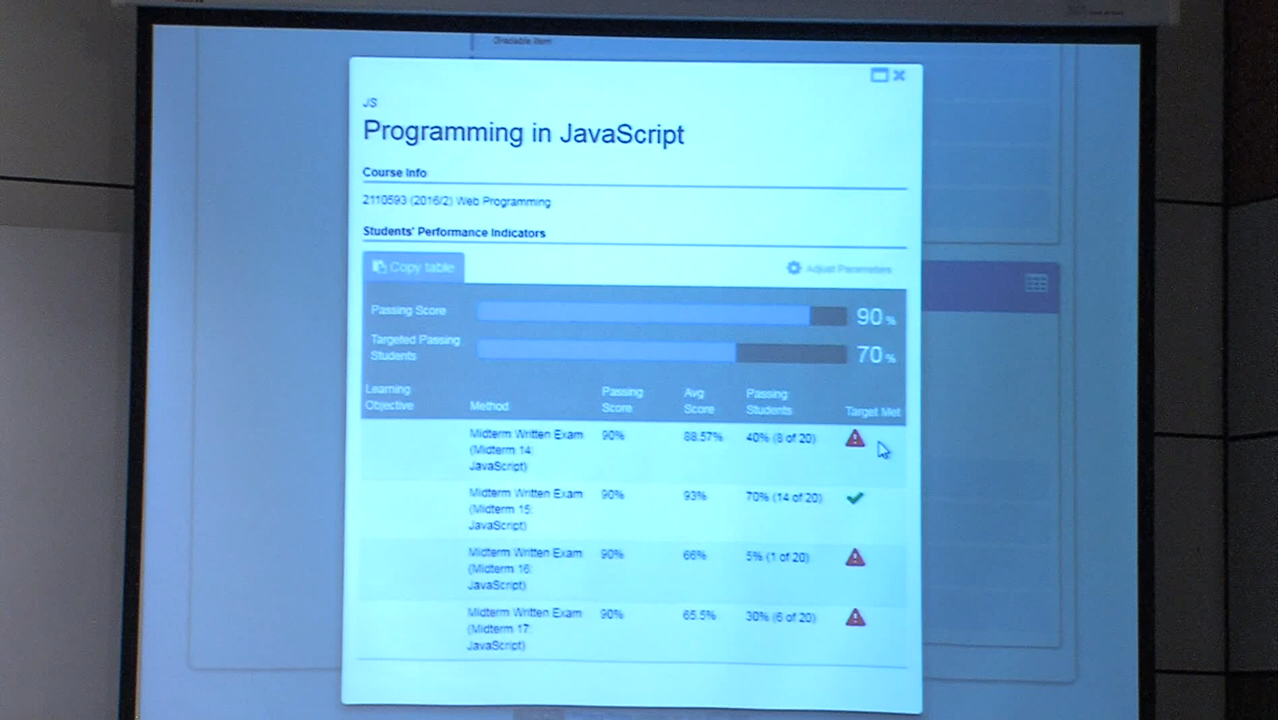 Gradable Item
JS
Programming in JavaScript
Course Info
2110593 (2016/2) Web Programming
Students' Performance Indicators
Copy table
Adjust Parameters
Passing Score
90 %
Targeted Passing
Students
70 %
Learning
Objective
Method
Passing
Score
Avg
Score
Passing
Students
Target Met
Midterm Written Exam
(Midterm 14:
JavaScript)
90%
88.57%
40% (8 of 20)
Midterm Written Exam
(Midterm 15:
JavaScript)
90%
93%
70% (14 of 20)
Midterm Written Exam
(Midterm 16:
JavaScript)
90%
66%
5% (1 of 20)
Midterm Written Exam
(Midterm 17:
JavaScript)
90%
65.5%
30% (6 of 20)